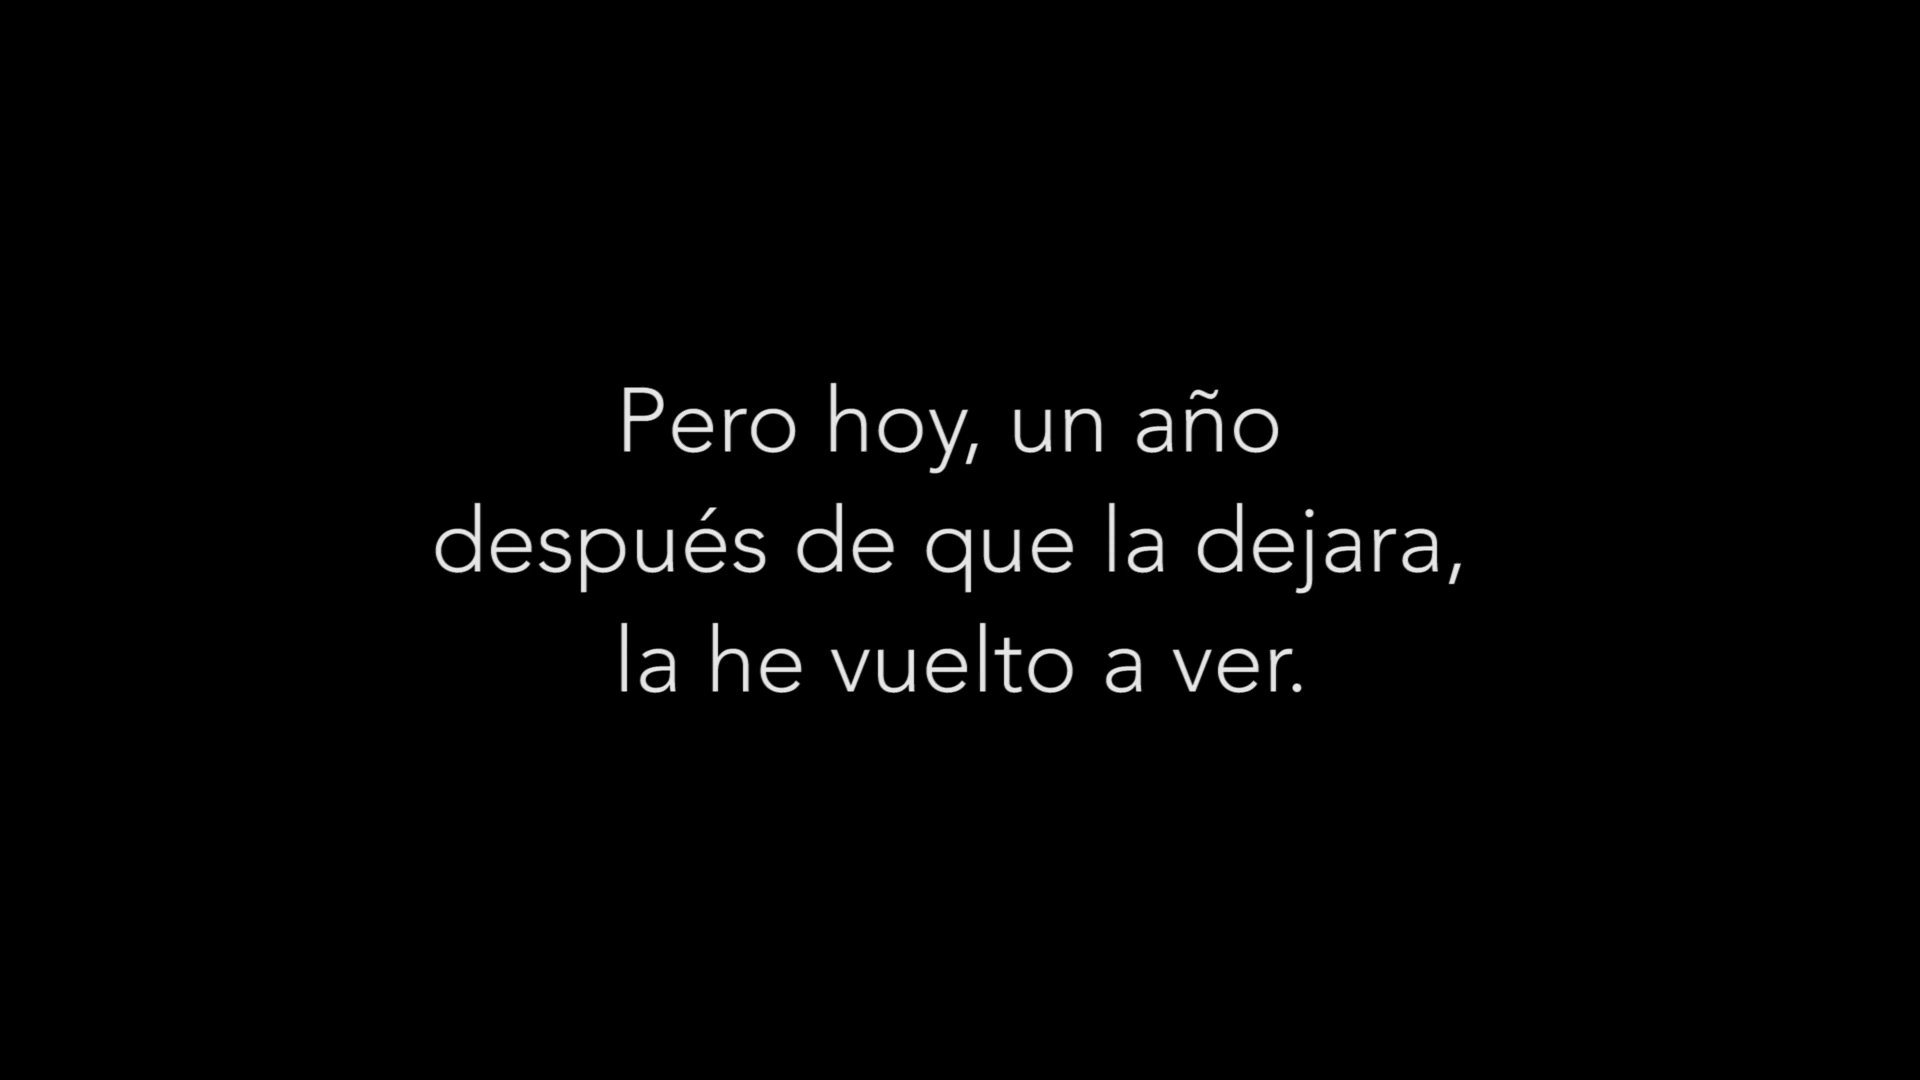 Pero hoy, un año
después de que la dejara,
la he vuelto a ver.